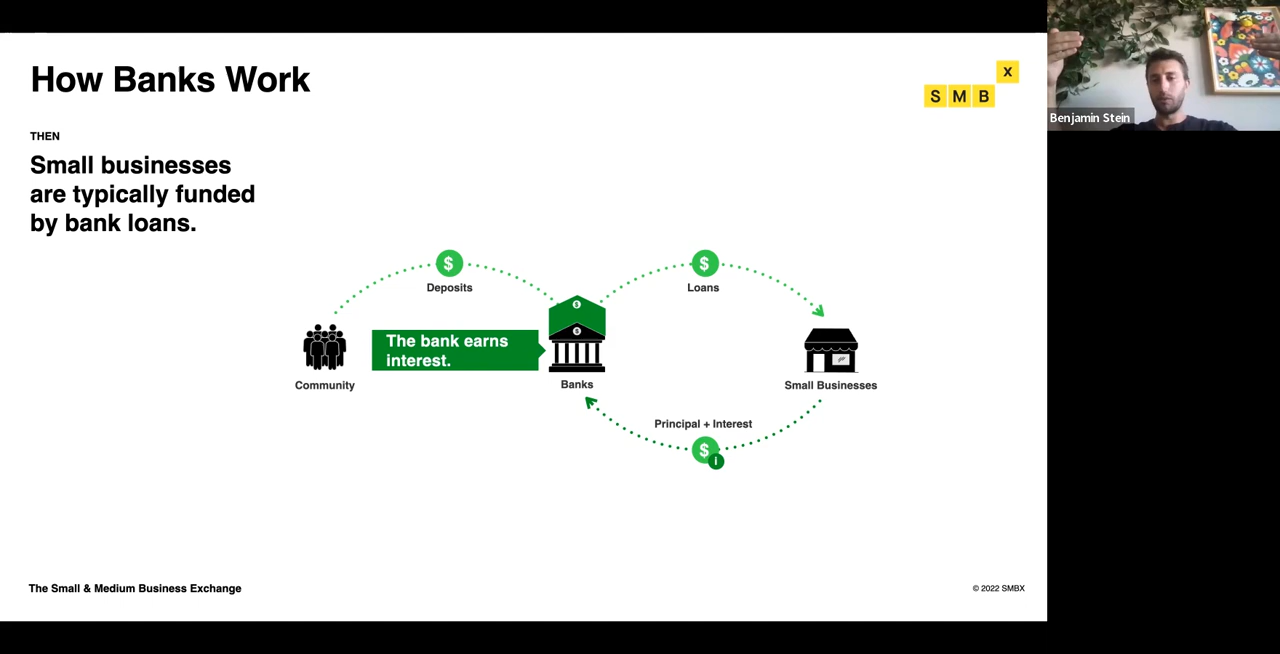 How Banks Work
X
S M B
Benjamin Stein
THEN
Small businesses
are typically funded
by bank loans.
$
$
Deposits
Loans
$
$
The bank earns
interest.
Community
Banks
Small Businesses
Principal + Interest
$
i
The Small & Medium Business Exchange
© 2022 SMBX